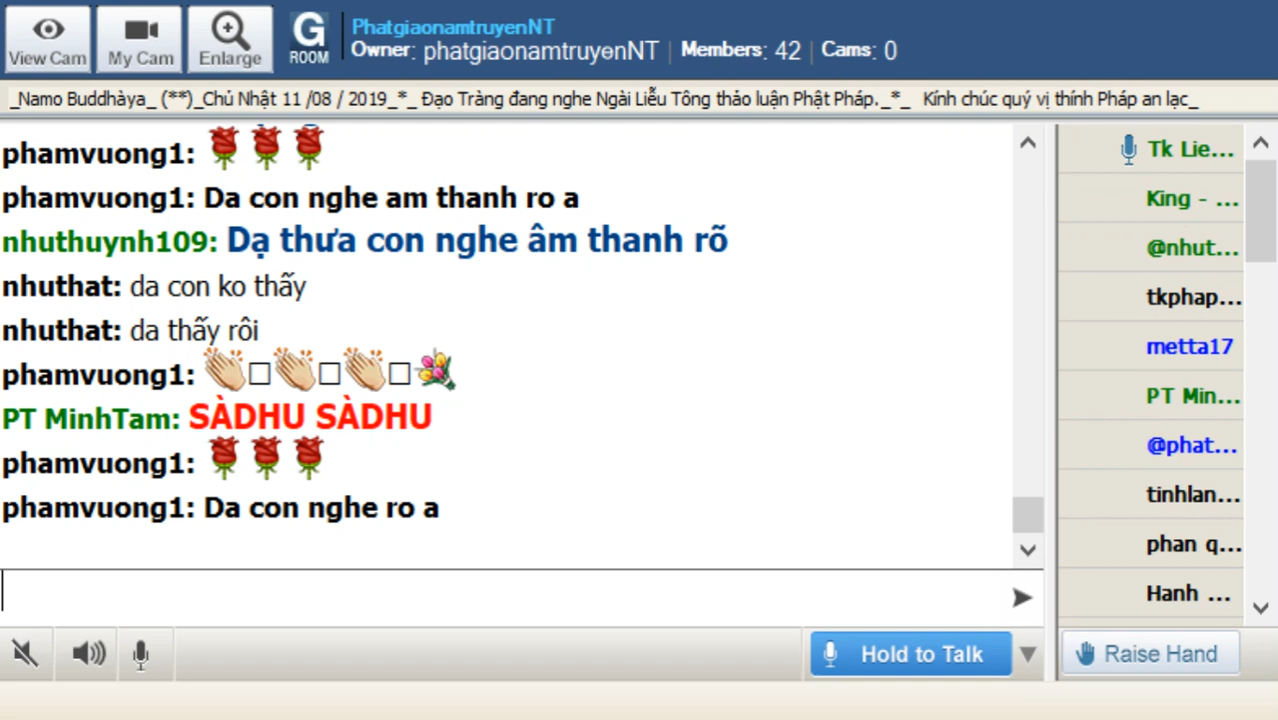 View Cam
My Cam
Enlarge
G ROOM
PhatgiaonamtruyenNT
Owner: phatgiaonamtruyenNT | Members: 42 | Cams: 0
_Namo Buddhàya_ (**)_Chủ Nhật 11 /08 / 2019_*_ Đạo Tràng đang nghe Ngài Liễu Tông thảo luận Phật Pháp._*_ Kính chúc quý vị thính Pháp an lạc_
phamvuong1:
phamvuong1: Da con nghe am thanh ro a
nhuthuynh109: Dạ thưa con nghe âm thanh rõ
nhuthat: da con ko thấy
nhuthat: da thấy rôi
phamvuong1:
PT MinhTam: SÀDHU SÀDHU
phamvuong1:
phamvuong1: Da con nghe ro a
Tk Lie...
King - ...
@nhut...
tkphap...
metta17
PT Min...
@phat...
tinhlan...
phan q...
Hanh ...
Hold to Talk
Raise Hand